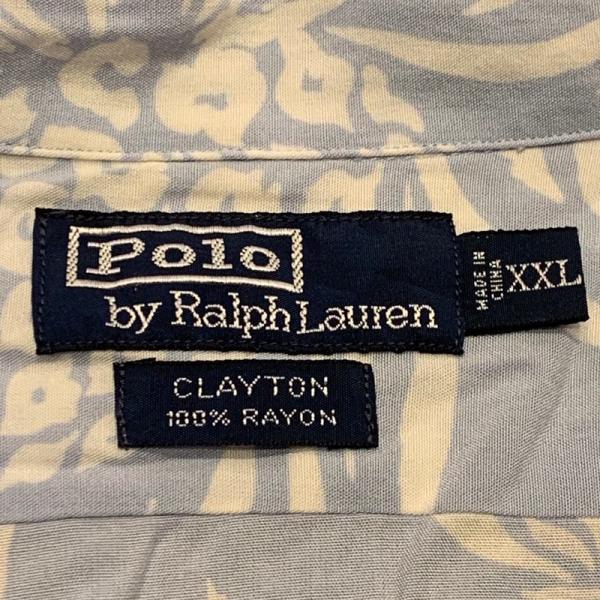 Polo
by Ralph Lauren
MADE IN
CHINA
XXL
CLAYTON
100% RAYON